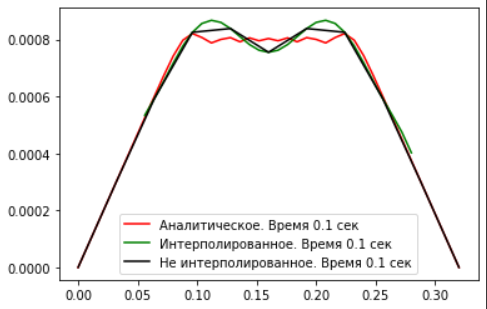 0.0008
0.0006
0.0004
0.0002
0.0000
Аналитическое. Время 0.1 сек
Интерполированное. Время 0.1 сек
Не интерполированное. Время 0.1 сек
0.00 0.05 0.10 0.15 0.20 0.25 0.30